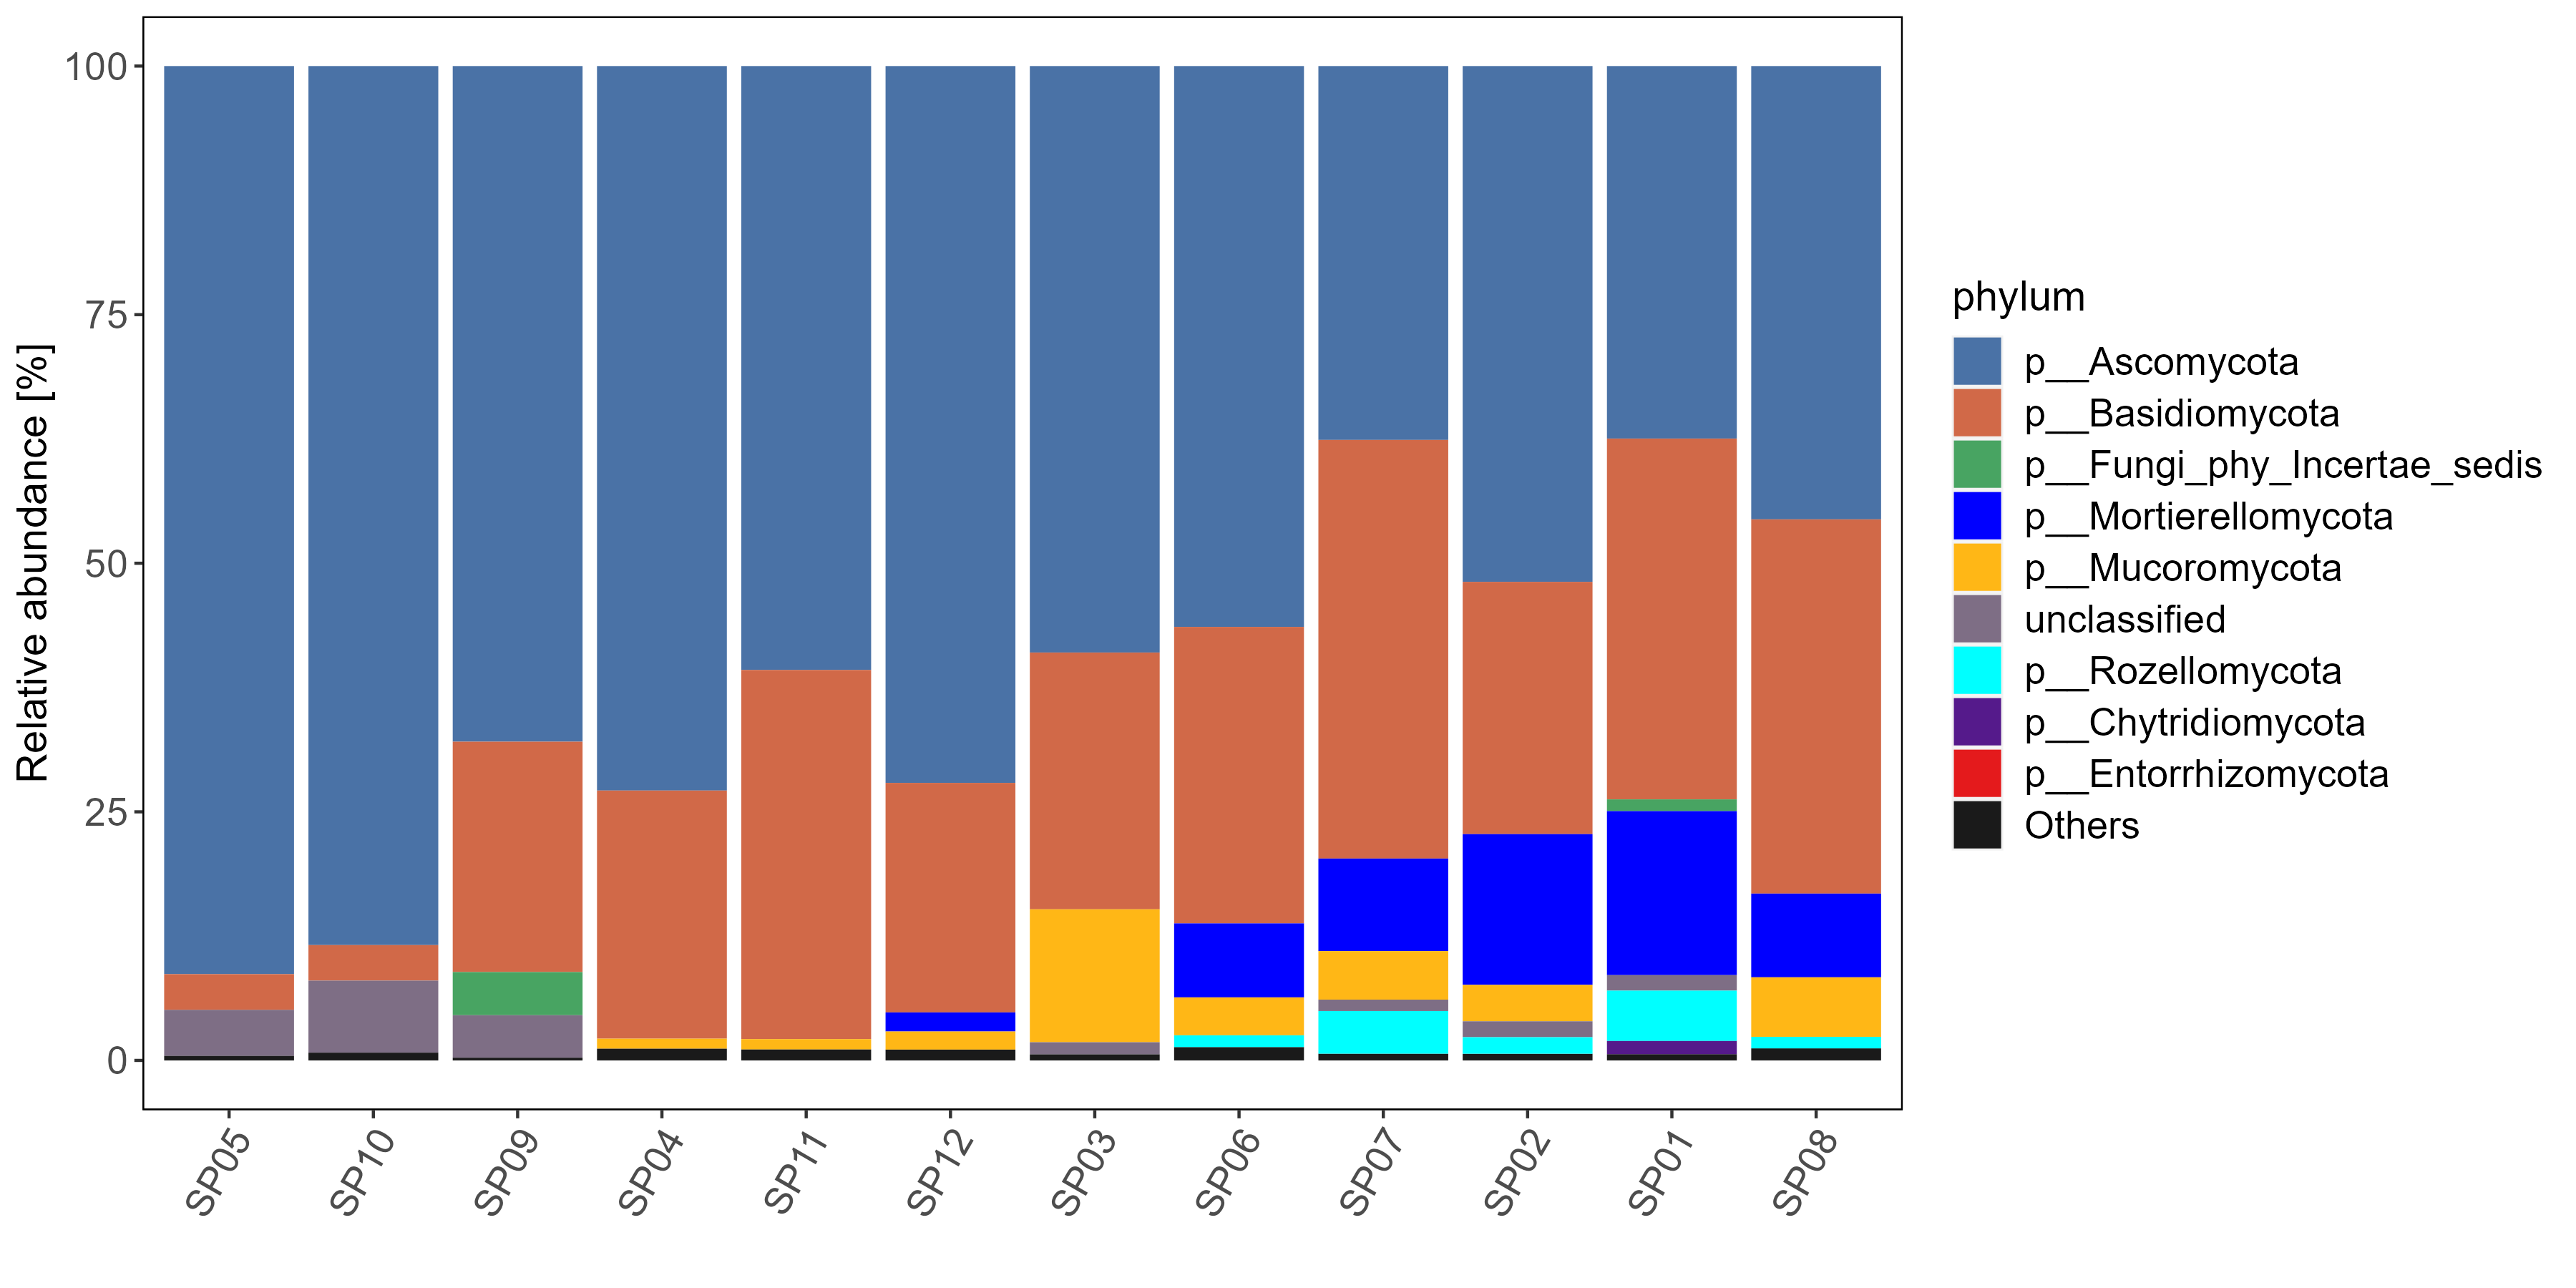 Relative abundance [%]
100
75
50
25
0
SP05
SP10
SP09
SP04
SP11
SP12
SP03
SP06
SP07
SP02
SP01
SP08
phylum
p__Ascomycota
p__Basidiomycota
p__Fungi_phy_Incertae_sedis
p__Mortierellomycota
p__Mucoromycota
unclassified
p__Rozellomycota
p__Chytridiomycota
p__Entorrhizomycota
Others